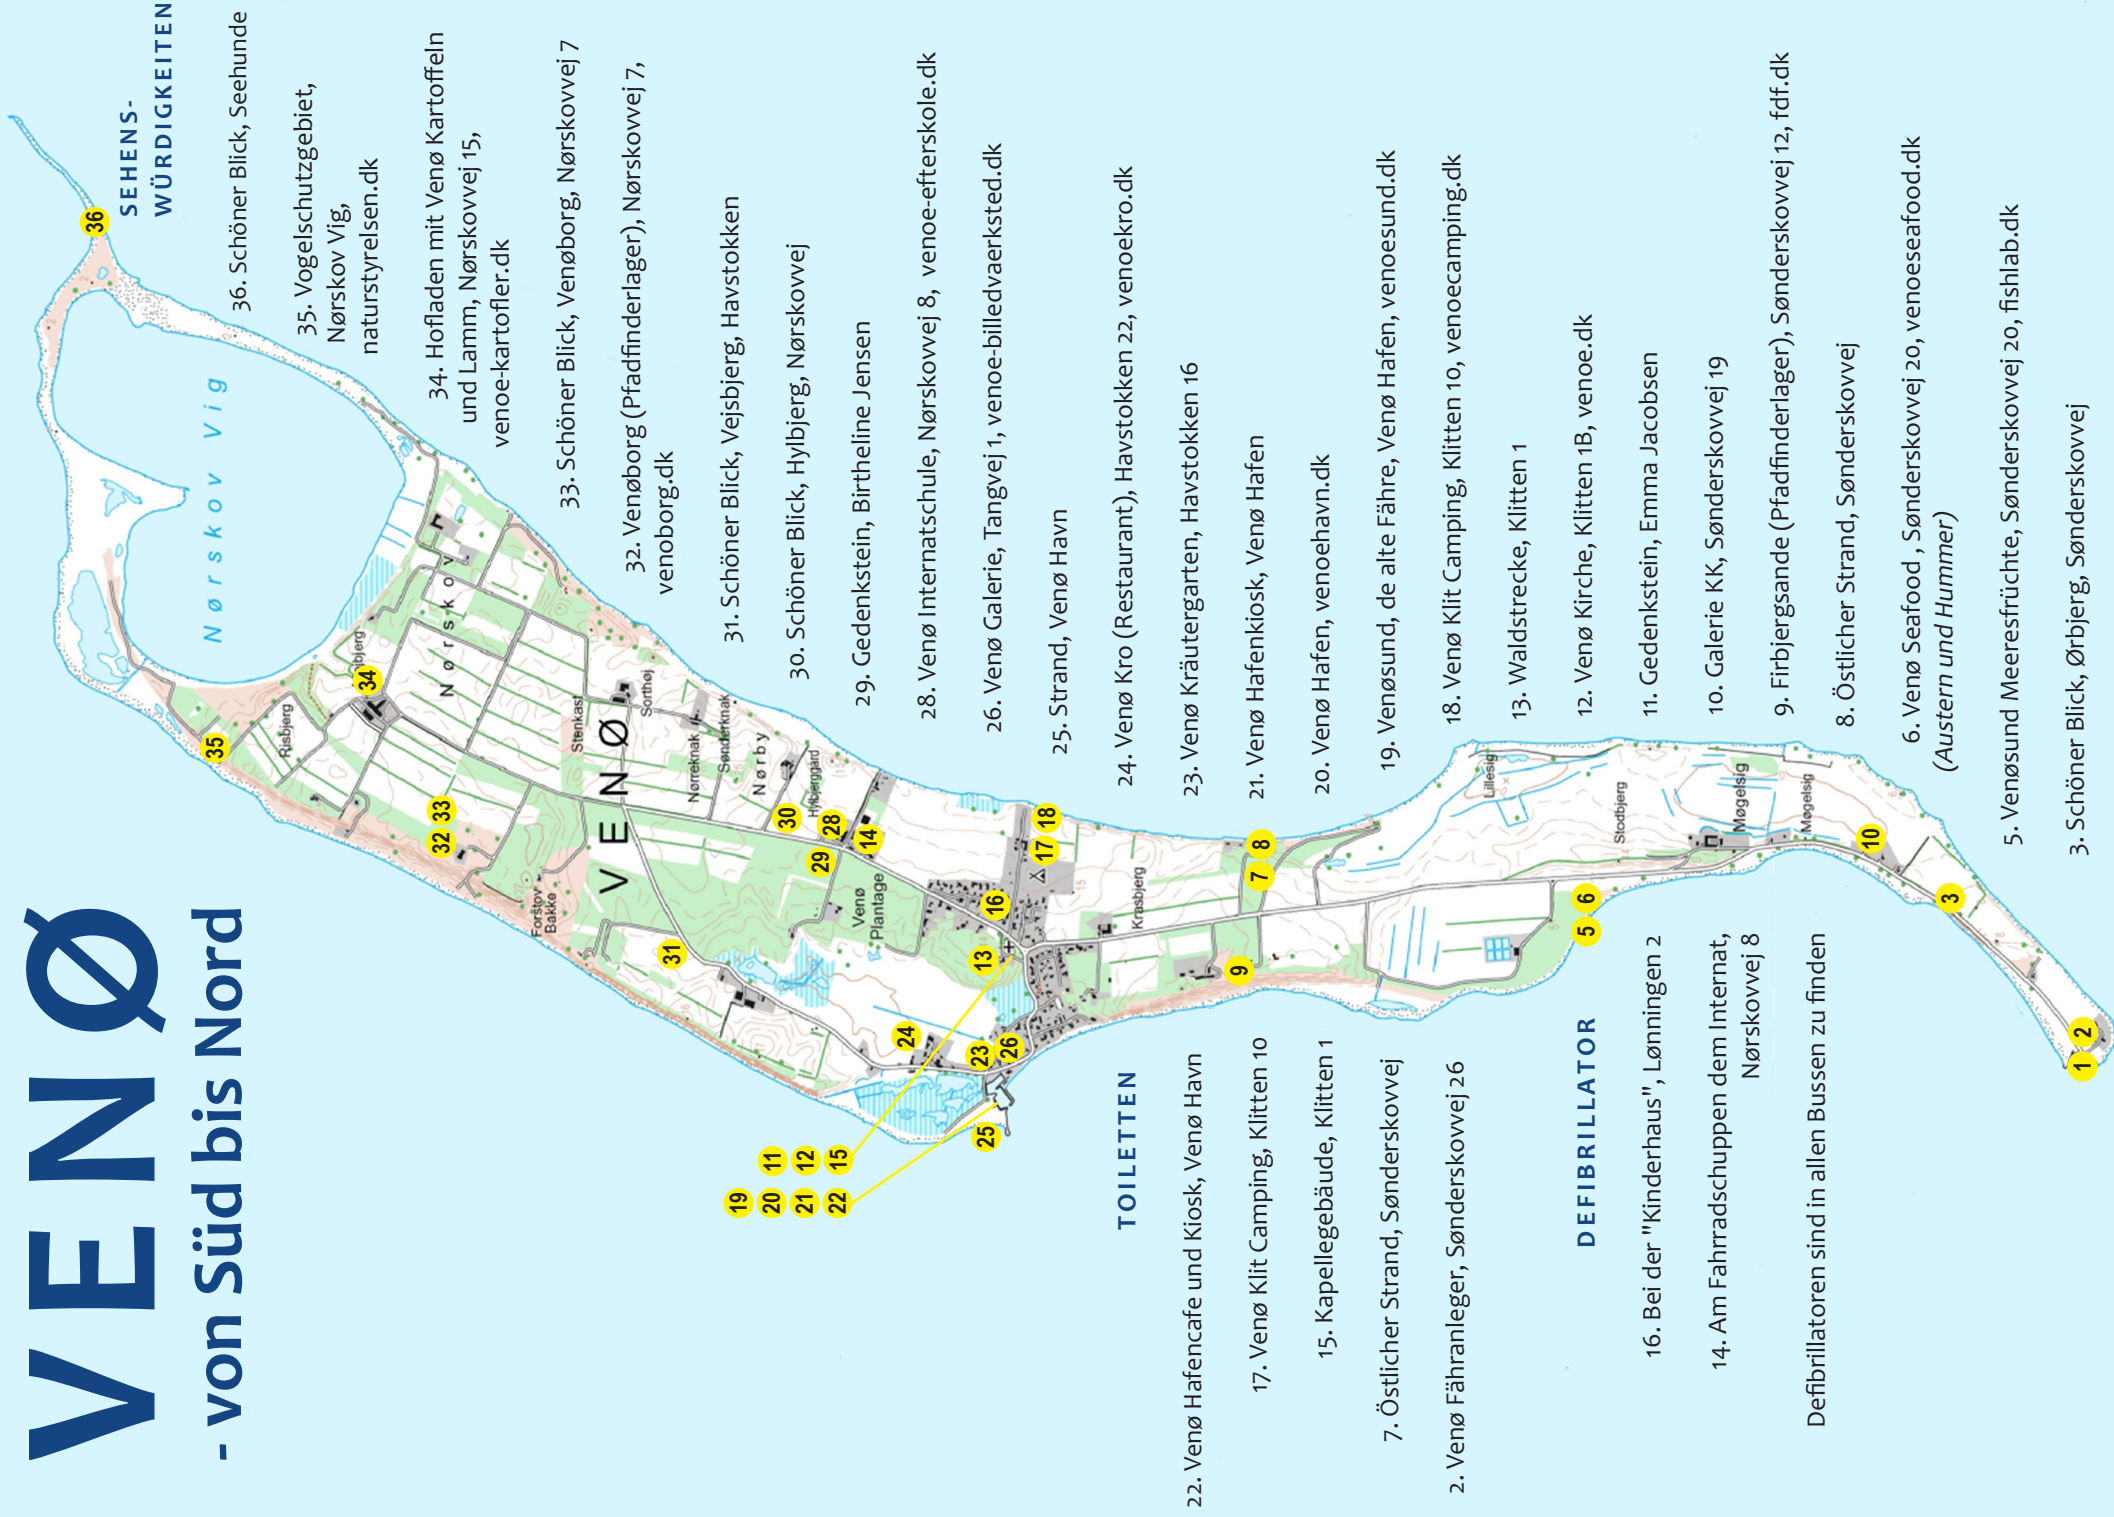 VENØ
- von Süd bis Nord
SEHENS-
WÜRDIGKEITEN
36. Schöner Blick, Seehunde
35. Vogelschutzgebiet,
Nørskov Vig,
naturstyrelsen.dk
34. Hofladen mit Venø Kartoffeln
und Lamm, Nørskovvej 15,
venoe-kartofler.dk
33. Schöner Blick, Venøborg, Nørskovvej 7
32. Venøborg (Pfadfinderlager), Nørskovvej 7,
venoborg.dk
31. Schöner Blick, Vejsbjerg, Havstokken
30. Schöner Blick, Hylbjerg, Nørskovvej
29. Gedenkstein, Birtheline Jensen
28. Venø Internatschule, Nørskovvej 8, venoe-efterskole.dk
26. Venø Galerie, Tangvej 1, venoe-billedvaerksted.dk
25. Strand, Venø Havn
24. Venø Kro (Restaurant), Havstokken 22, venoekro.dk
23. Venø Kräutergarten, Havstokken 16
21. Venø Hafenkiosk, Venø Hafen
20. Venø Hafen, venoehavn.dk
19. Venøsund, de alte Fähre, Venø Hafen, venoesund.dk
18. Venø Klit Camping, Klitten 10, venoecamping.dk
13. Waldstrecke, Klitten 1
12. Venø Kirche, Klitten 1B, venoe.dk
11. Gedenkstein, Emma Jacobsen
10. Galerie KK, Sønderskovvej 19
9. Firbjergsande (Pfadfinderlager), Sønderskovvej 12, fdf.dk
8. Östlicher Strand, Sønderskovvej
6. Venø Seafood , Sønderskovvej 20, venoeseafood.dk
(Austern und Hummer)
5. Venøsund Meeresfrüchte, Sønderskovvej 20, fishlab.dk
3. Schöner Blick, Ørbjerg, Sønderskovvej
TOILETTEN
22. Venø Hafencafe und Kiosk, Venø Havn
17. Venø Klit Camping, Klitten 10
15. Kapellegebäude, Klitten 1
7. Östlicher Strand, Sønderskovvej
2. Venø Fähranleger, Sønderskovvej 26
DEFIBRILLATOR
16. Bei der "Kinderhaus", Lønningen 2
14. Am Fahrradschuppen dem Internat,
Nørskovvej 8
Defibrillatoren sind in allen Bussen zu finden
Nørskov Vig
36
35
34
33
32
31
30
29
28
14
18
17
16
13
24
23
26
25
19
20
21
22
11
12
15
8
7
9
6
5
10
3
2
1
Risbjerg
Nørskov
Stenkast
VENØ
Sorthøj
Nørreknak
Sønderknak
Nørby
Hylbjerggård
Forstov
Bakke
Venø
Plantage
Krasbjerg
Lillesig
Stodbjerg
Møgelsig
Møgelsig